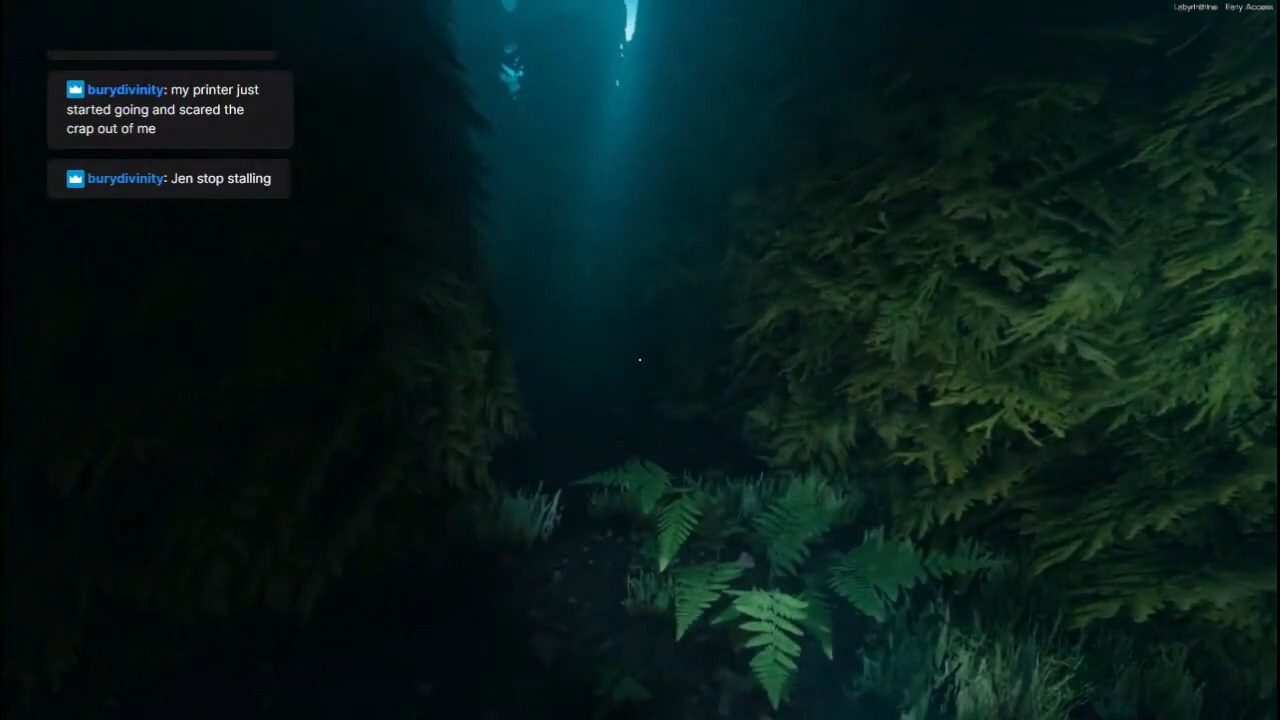 Labyrinthine Early Access
burydivinity: my printer just
started going and scared the
crap out of me
burydivinity: Jen stop stalling